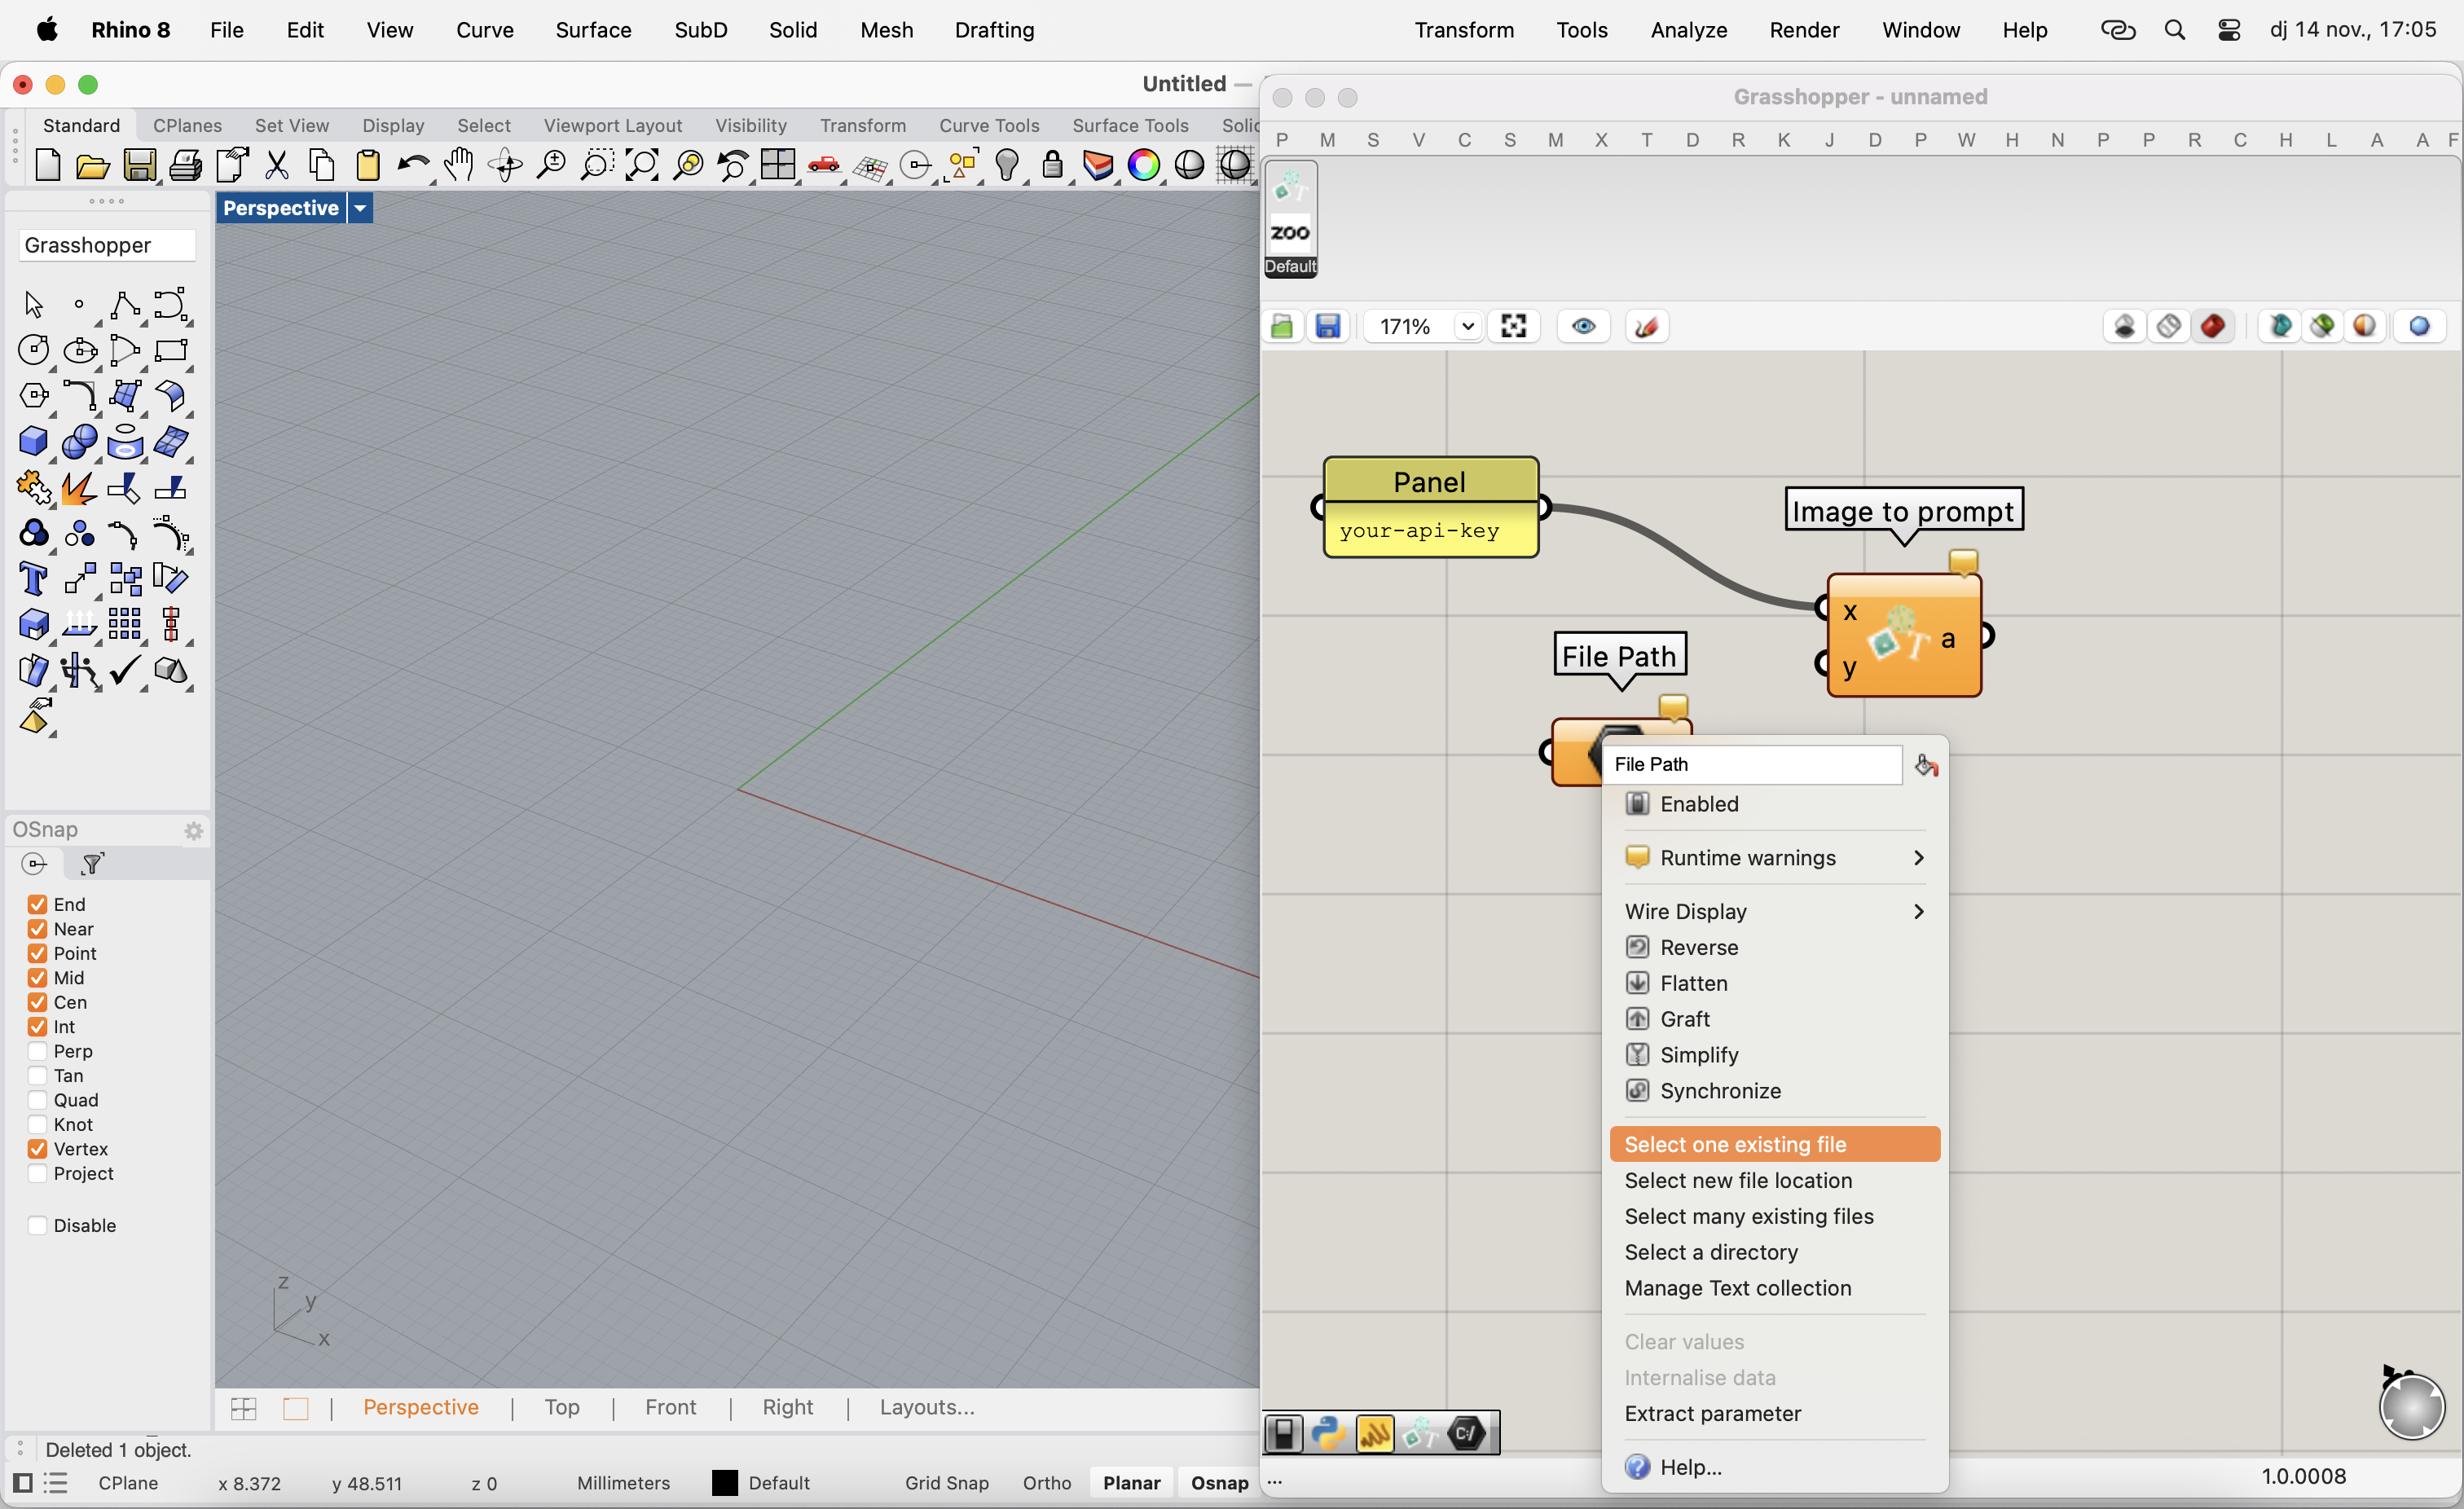 Rhino 8 File Edit View Curve Surface SubD Solid Mesh Drafting Transform Tools Analyze Render Window Help dj 14 nov., 17:05
Untitled —
Standard CPlanes Set View Display Select Viewport Layout Visibility Transform Curve Tools Surface Tools Solid
Perspective
Grasshopper
OSnap
End
Near
Point
Mid
Cen
Int
Perp
Tan
Quad
Knot
Vertex
Project
Disable
z
y
x
Perspective | Top | Front | Right | Layouts...
Deleted 1 object.
CPlane x 8.372 y 48.511 z 0 Millimeters Default Grid Snap Ortho Planar Osnap
Grasshopper - unnamed
P M S V C S M X T D R K J D P W H N P P R C H L A A F
ZOO
Default
171%
Panel
your-api-key
Image to prompt
x
a
y
File Path
File Path
Enabled
Runtime warnings
Wire Display
Reverse
Flatten
Graft
Simplify
Synchronize
Select one existing file
Select new file location
Select many existing files
Select a directory
Manage Text collection
Clear values
Internalise data
Extract parameter
Help...
C:/
...
1.0.0008